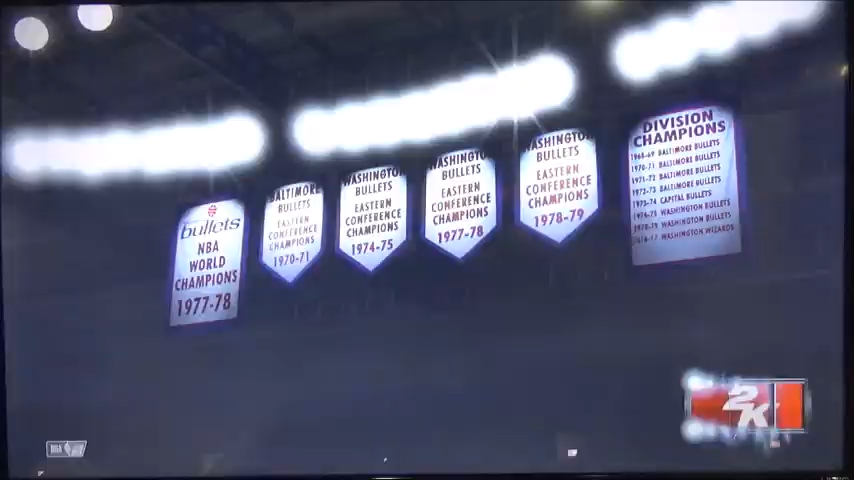 bullets
NBA
WORLD
CHAMPIONS
1977-78
BALTIMORE
BULLETS
EASTERN
CONFERENCE
CHAMPIONS
1970-71
WASHINGTON
BULLETS
EASTERN
CONFERENCE
CHAMPIONS
1974-75
WASHINGTON
BULLETS
EASTERN
CONFERENCE
CHAMPIONS
1977-78
WASHINGTON
BULLETS
EASTERN
CONFERENCE
CHAMPIONS
1978-79
DIVISION
CHAMPIONS
1968-69 BALTIMORE BULLETS
1970-71 BALTIMORE BULLETS
1971-72 BALTIMORE BULLETS
1972-73 BALTIMORE BULLETS
1973-74 CAPITAL BULLETS
1974-75 WASHINGTON BULLETS
1978-79 WASHINGTON BULLETS
2016-17 WASHINGTON WIZARDS
2K
NBA